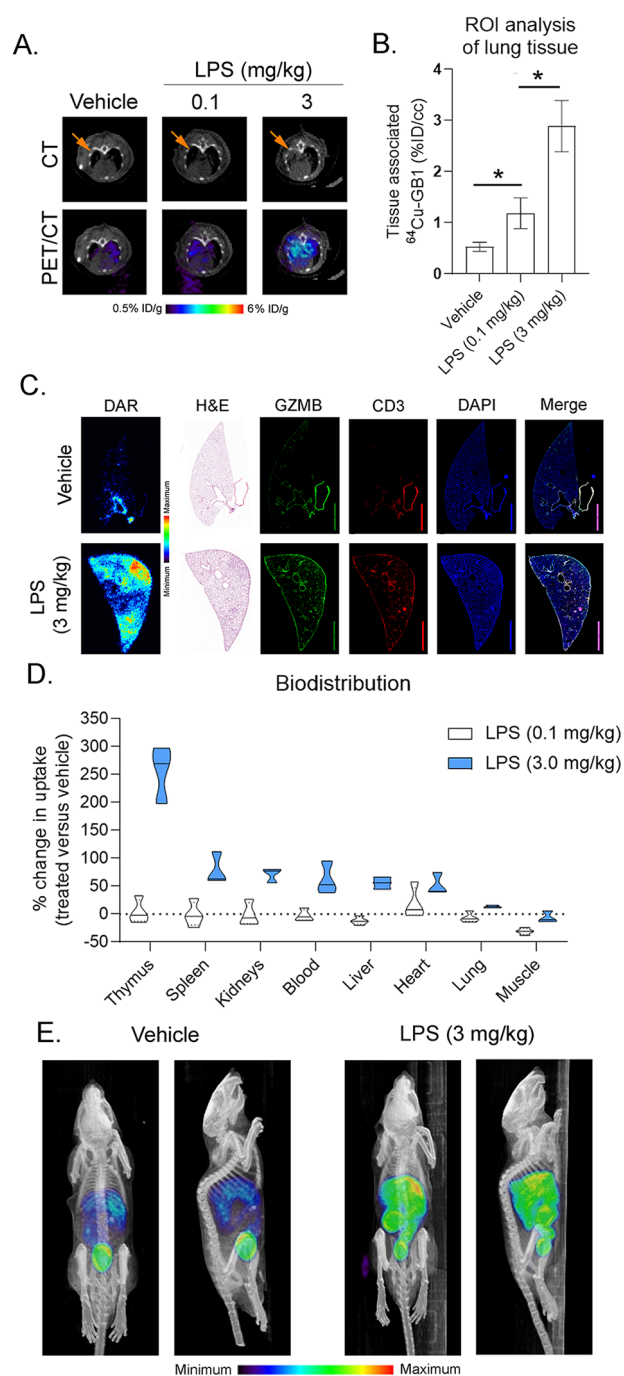 A.
LPS (mg/kg)
Vehicle
0.1
3
CT
PET/CT
0.5% ID/g
6% ID/g
B.
ROI analysis
of lung tissue
Tissue associated
⁶⁴Cu-GB1 (%ID/cc)
4
3
2
1
0
*
*
Vehicle
LPS (0.1 mg/kg)
LPS (3 mg/kg)
C.
DAR
H&E
GZMB
CD3
DAPI
Merge
Vehicle
LPS
(3 mg/kg)
Maximum
Minimum
D.
Biodistribution
% change in uptake
(treated versus vehicle)
350
300
250
200
150
100
50
0
-50
LPS (0.1 mg/kg)
LPS (3.0 mg/kg)
Thymus
Spleen
Kidneys
Blood
Liver
Heart
Lung
Muscle
E.
Vehicle
LPS (3 mg/kg)
Minimum
Maximum